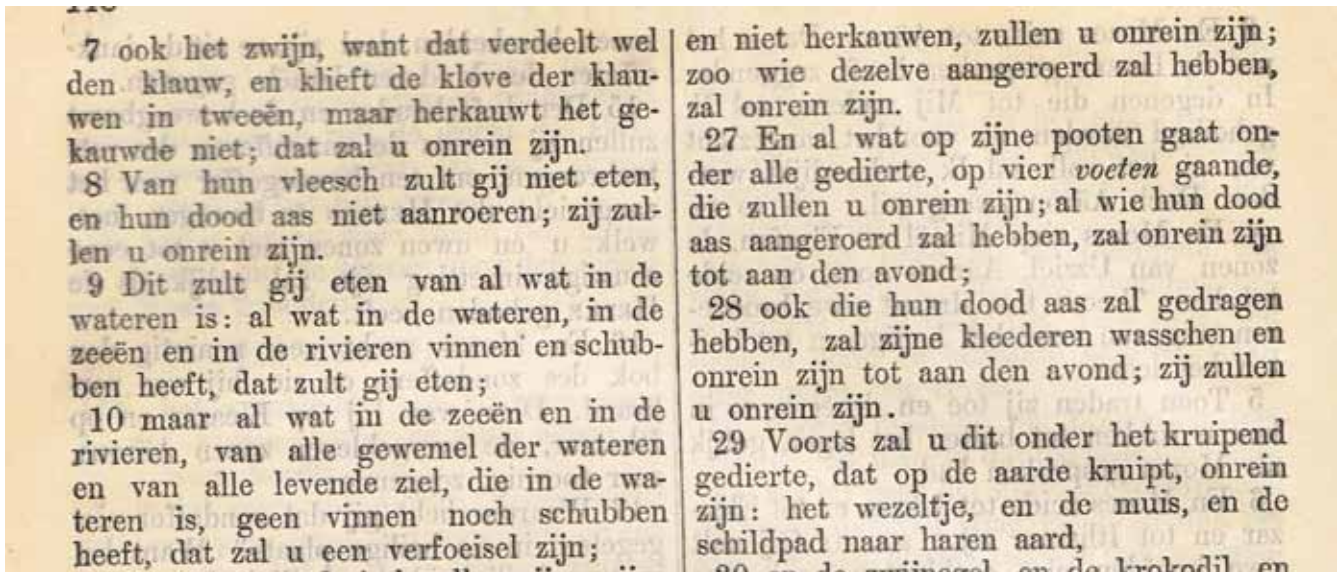 7 ook het zwijn, want dat verdeelt wel
den klauw, en klieft de klove der klau-
wen in tweeën, maar herkauwt het ge-
kauwde niet; dat zal u onrein zijn.
8 Van hun vleesch zult gij niet eten,
en hun dood aas niet aanroeren; zij zul-
len u onrein zijn.
9 Dit zult gij eten van al wat in de
wateren is: al wat in de wateren, in de
zeeën en in de rivieren vinnen en schub-
ben heeft, dat zult gij eten;
10 maar al wat in de zeeën en in de
rivieren, van alle gewemel der wateren
en van alle levende ziel, die in de wa-
teren is, geen vinnen noch schubben
heeft, dat zal u een verfoeisel zijn;
en niet herkauwen, zullen u onrein zijn;
zoo wie dezelve aangeroerd zal hebben,
zal onrein zijn.
27 En al wat op zijne pooten gaat on-
der alle gedierte, op vier voeten gaande,
die zullen u onrein zijn; al wie hun dood
aas aangeroerd zal hebben, zal onrein zijn
tot aan den avond;
28 ook die hun dood aas zal gedragen
hebben, zal zijne kleederen wasschen en
onrein zijn tot aan den avond; zij zullen
u onrein zijn.
29 Voorts zal u dit onder het kruipend
gedierte, dat op de aarde kruipt, onrein
zijn: het wezeltje, en de muis, en de
schildpad naar haren aard,
30 en de zwijnegel, en de krokodil, en